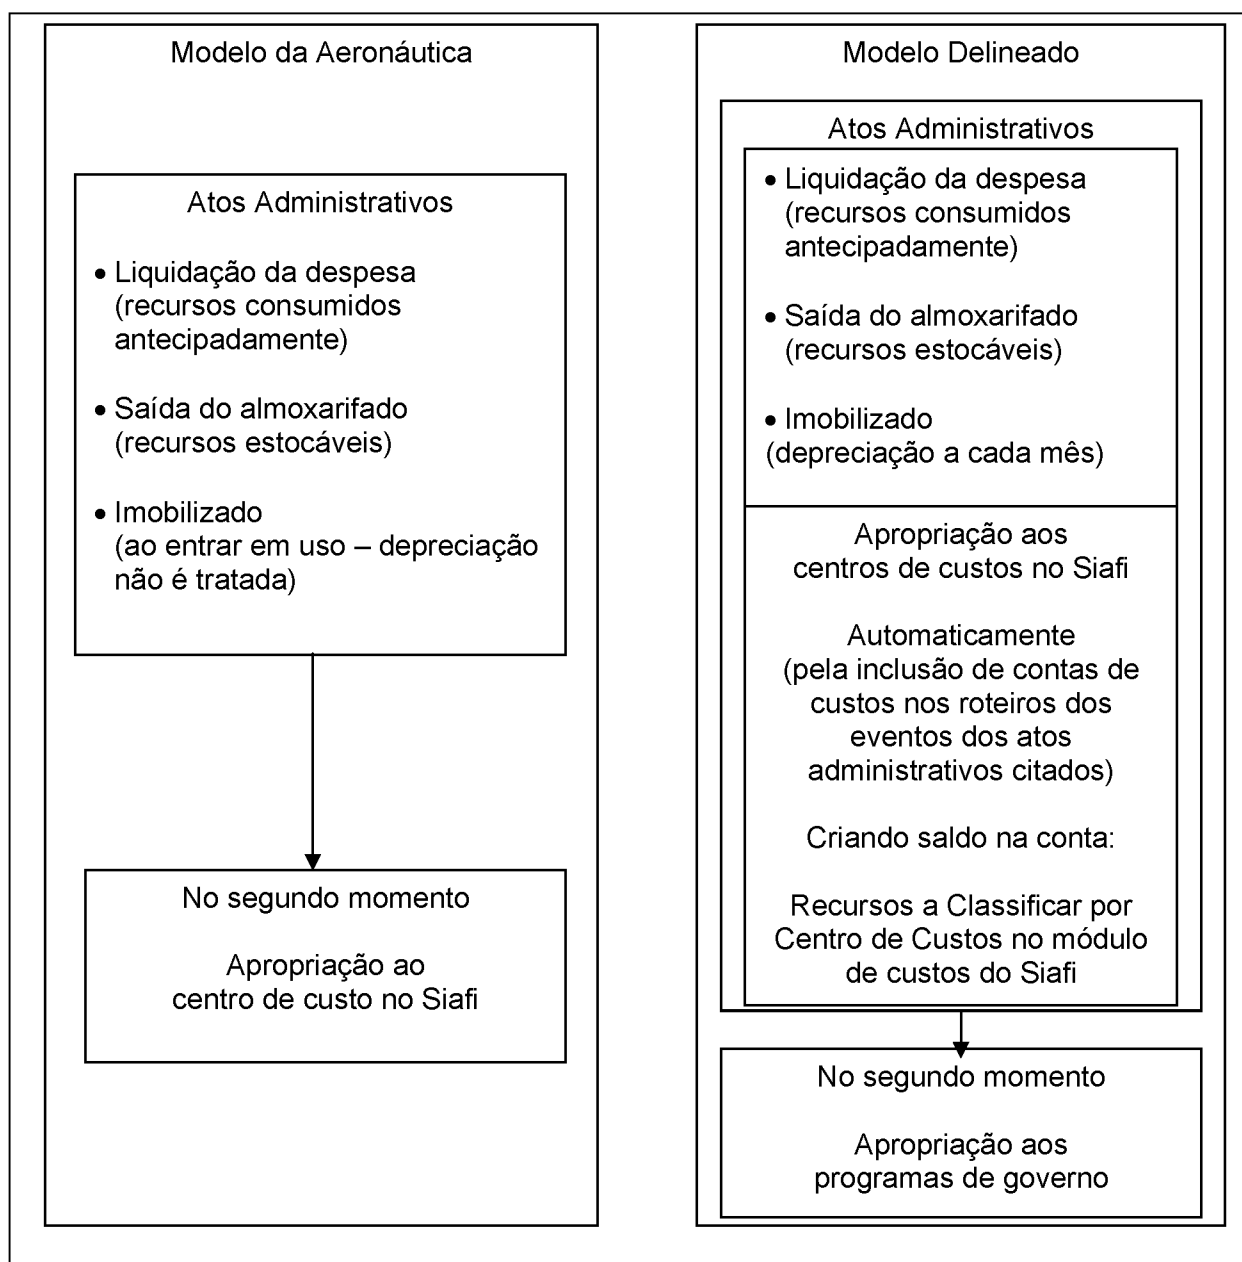 Modelo da Aeronáutica
Atos Administrativos
• Liquidação da despesa
(recursos consumidos
antecipadamente)
• Saída do almoxarifado
(recursos estocáveis)
• Imobilizado
(ao entrar em uso – depreciação
não é tratada)
No segundo momento
Apropriação ao
centro de custo no Siafi
Modelo Delineado
Atos Administrativos
• Liquidação da despesa
(recursos consumidos
antecipadamente)
• Saída do almoxarifado
(recursos estocáveis)
• Imobilizado
(depreciação a cada mês)
Apropriação aos
centros de custos no Siafi
Automaticamente
(pela inclusão de contas de
custos nos roteiros dos
eventos dos atos
administrativos citados)
Criando saldo na conta:
Recursos a Classificar por
Centro de Custos no módulo
de custos do Siafi
No segundo momento
Apropriação aos
programas de governo